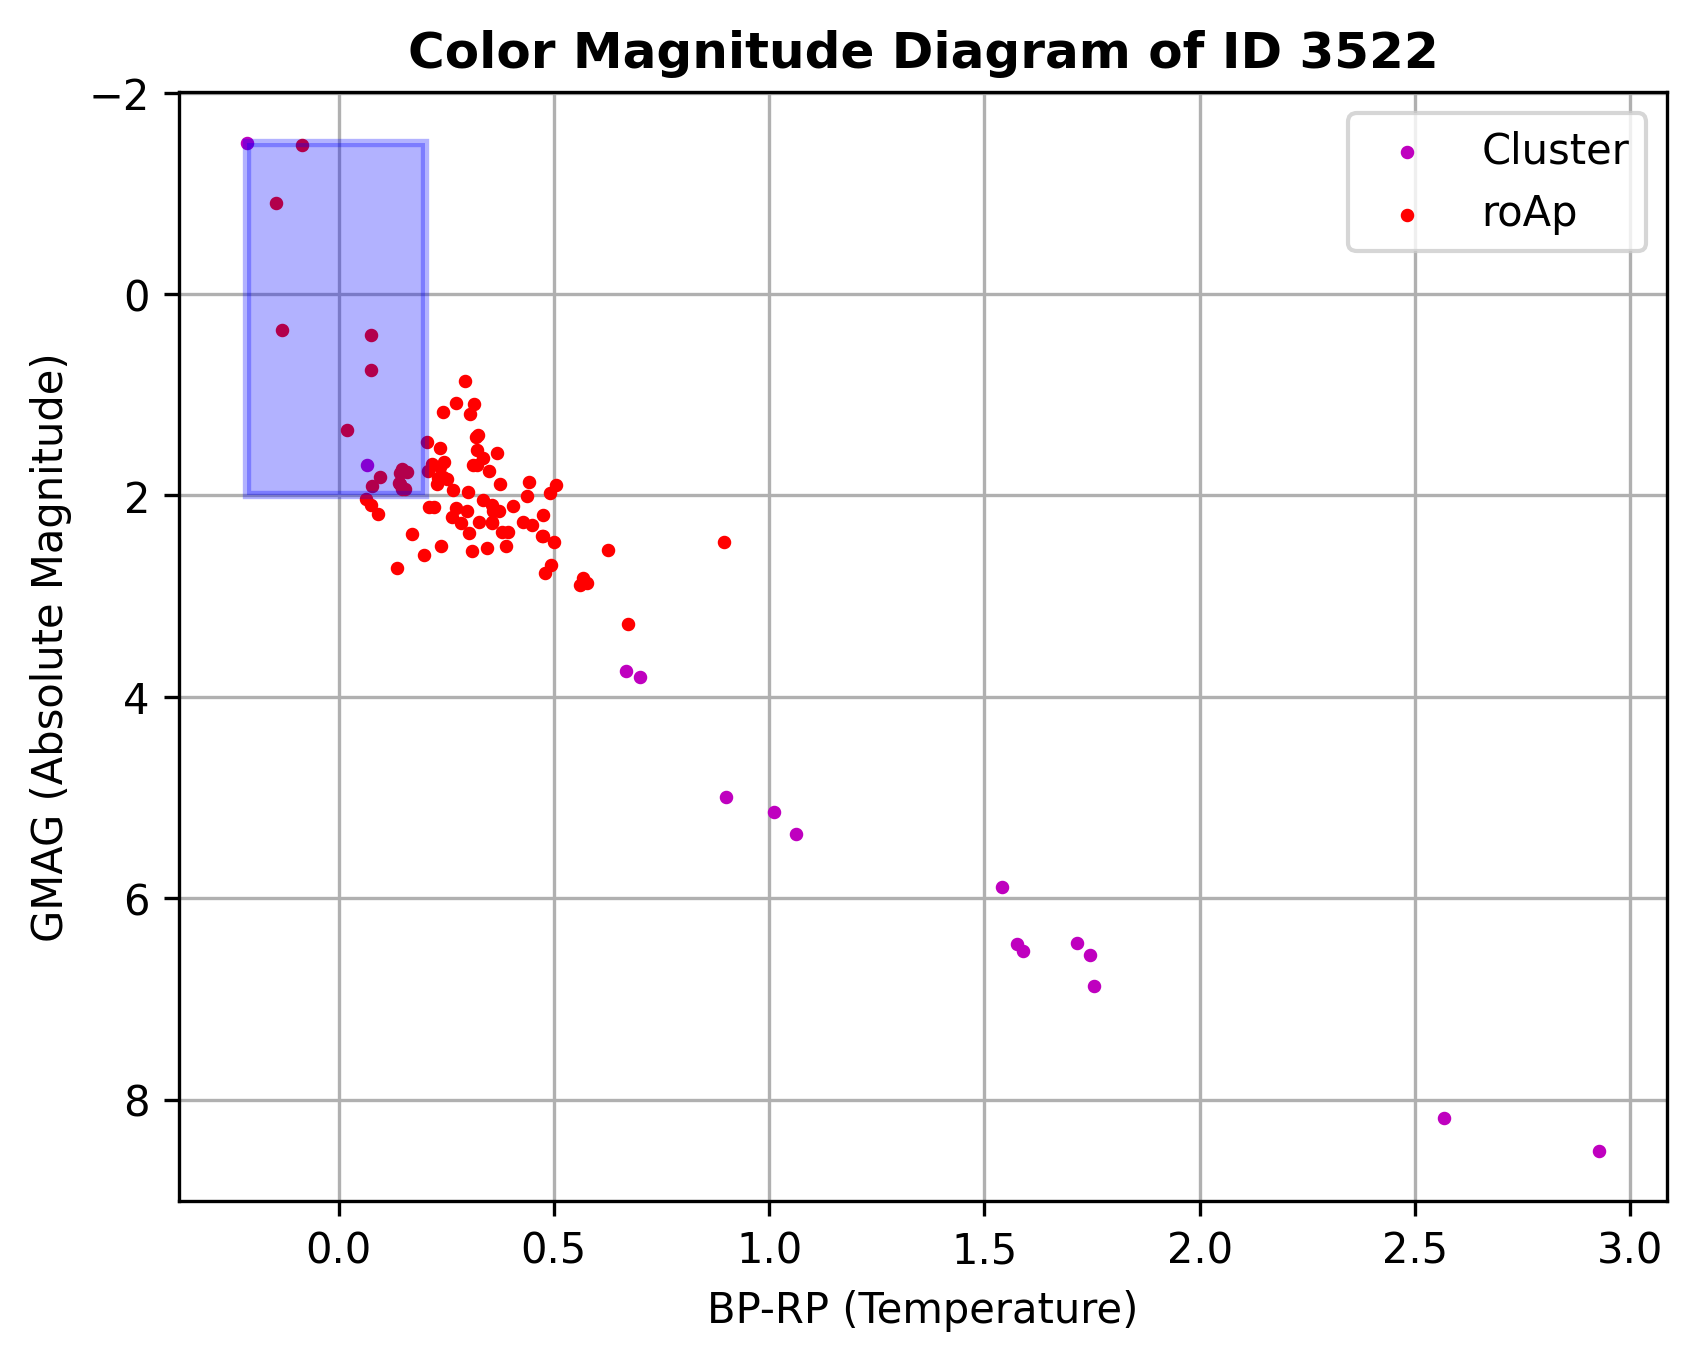 Color Magnitude Diagram of ID 3522
Cluster
roAp
GMAG (Absolute Magnitude)
−2
0
2
4
6
8
0.0 0.5 1.0 1.5 2.0 2.5 3.0
BP-RP (Temperature)